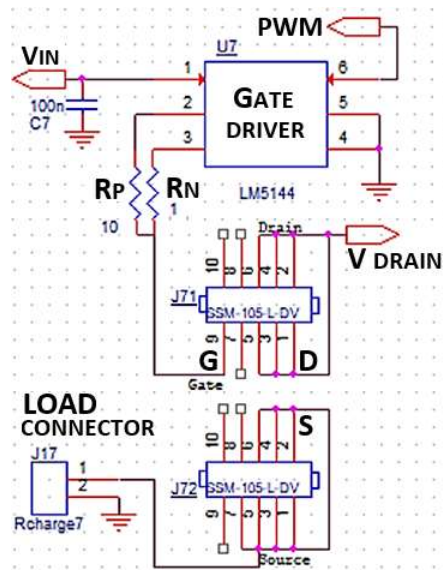 PWM
VIN
U7
1
6
100n
C7
2
5
GATE
DRIVER
3
4
RP
RN
10
1
LM5144
Drain
V DRAIN
10
8
6
4
2
J71
SSM-105-L-DV
9
7
5
3
1
G
D
Gate
LOAD
CONNECTOR
S
10
8
6
4
2
J17
1
2
J72
SSM-105-L-DV
Rcharge7
9
7
5
3
1
Source